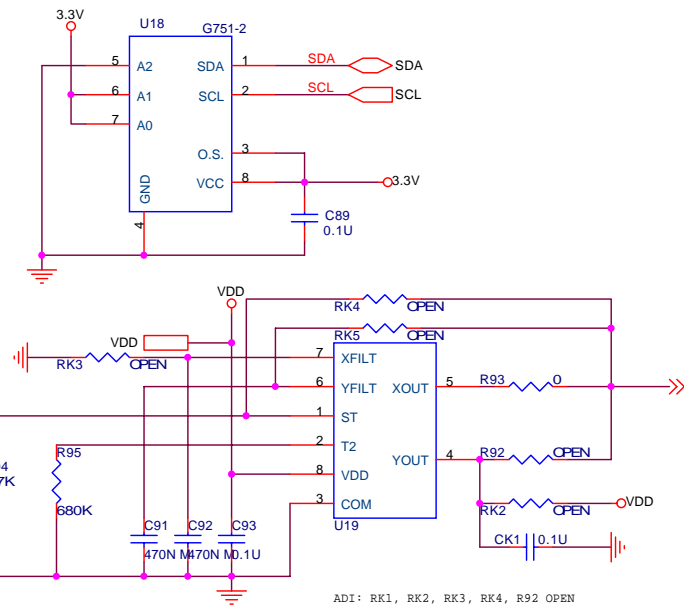 3.3V
U18
G751-2
5
A2
SDA
1
SDA
SDA
6
A1
SCL
2
SCL
SCL
7
A0
O.S.
3
VCC
8
3.3V
GND
4
C89
0.1U
VDD
RK4
OPEN
RK5
OPEN
VDD
RK3
OPEN
7
XFILT
6
YFILT
XOUT
5
R93
0
1
ST
2
T2
YOUT
4
R92
OPEN
8
VDD
3
COM
RK2
OPEN
VDD
U19
R95
680K
C91
470N
C92
470N
C93
0.1U
CK1
0.1U
ADI: RK1, RK2, RK3, RK4, R92 OPEN